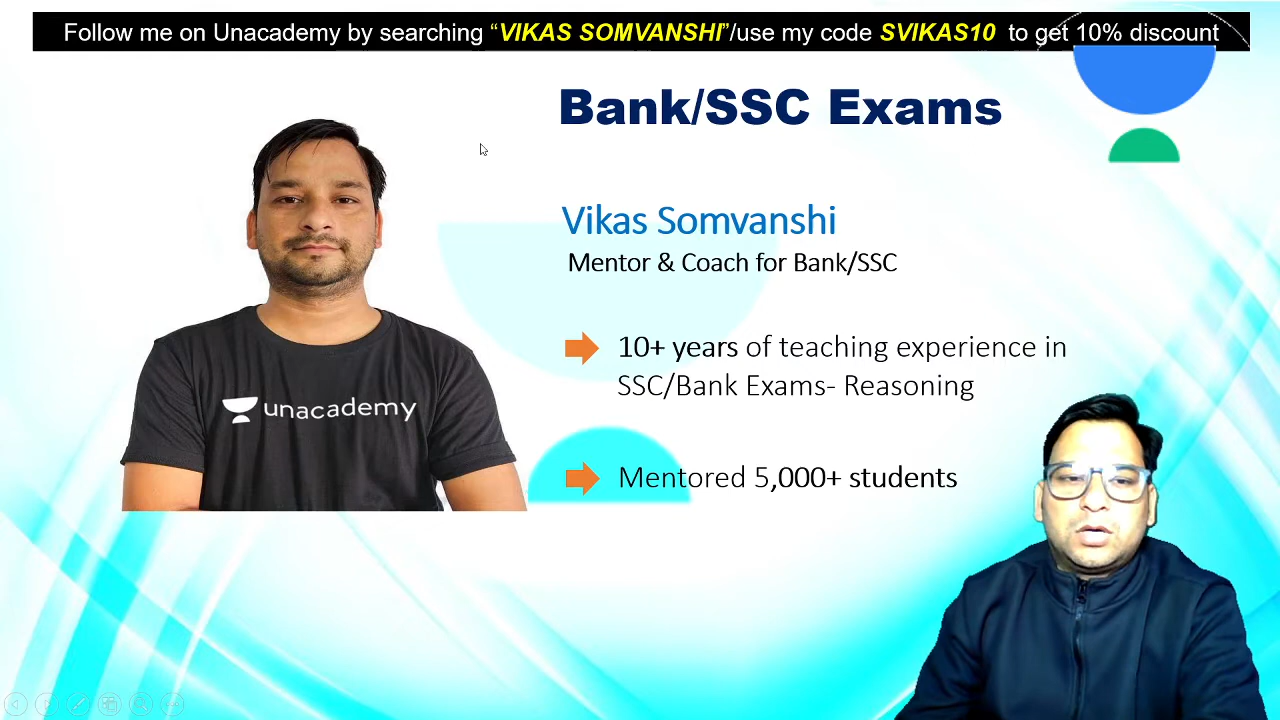 Follow me on Unacademy by searching “VIKAS SOMVANSHI”/use my code SVIKAS10 to get 10% discount
Bank/SSC Exams
Vikas Somvanshi
Mentor & Coach for Bank/SSC
10+ years of teaching experience in
SSC/Bank Exams- Reasoning
unacademy
Mentored 5,000+ students